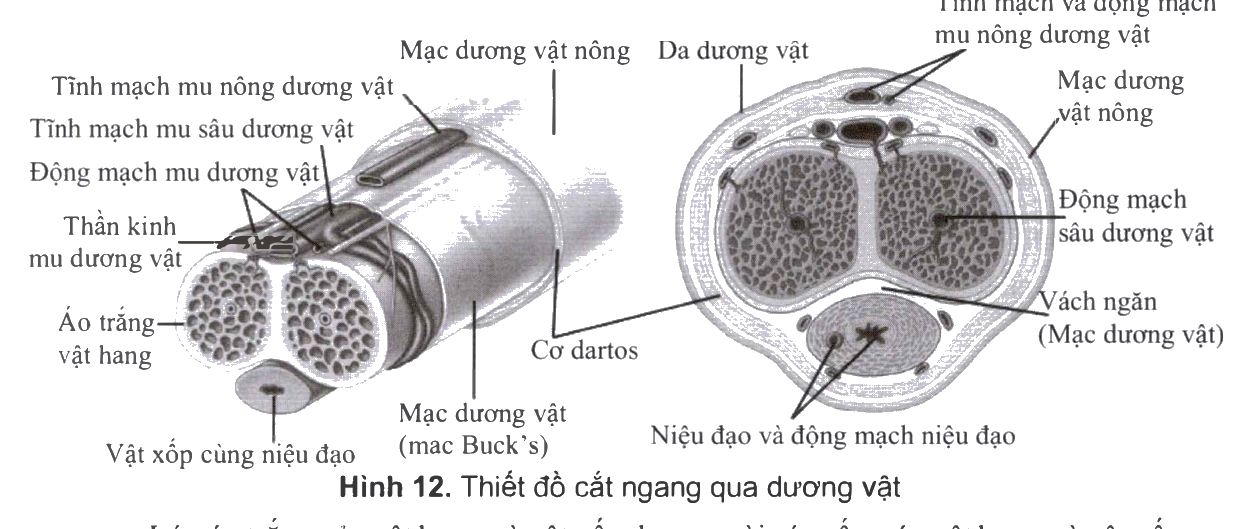 Tĩnh mạch và động mạch
mu nông dương vật
Mạc dương vật nông
Da dương vật
Mạc dương
vật nông
Tĩnh mạch mu nông dương vật
Tĩnh mạch mu sâu dương vật
Động mạch mu dương vật
Thần kinh
mu dương vật
Động mạch
sâu dương vật
Áo trắng
vật hang
Vách ngăn
(Mạc dương vật)
Cơ dartos
Mạc dương vật
(mac Buck's)
Vật xốp cùng niệu đạo
Niệu đạo và động mạch niệu đạo
Hình 12. Thiết đồ cắt ngang qua dương vật